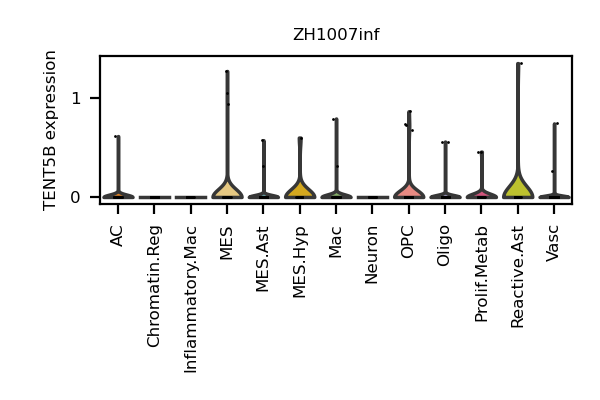 ZH1007inf
TENT5B expression
1
0
AC
Chromatin.Reg
Inflammatory.Mac
MES
MES.Ast
MES.Hyp
Mac
Neuron
OPC
Oligo
Prolif.Metab
Reactive.Ast
Vasc